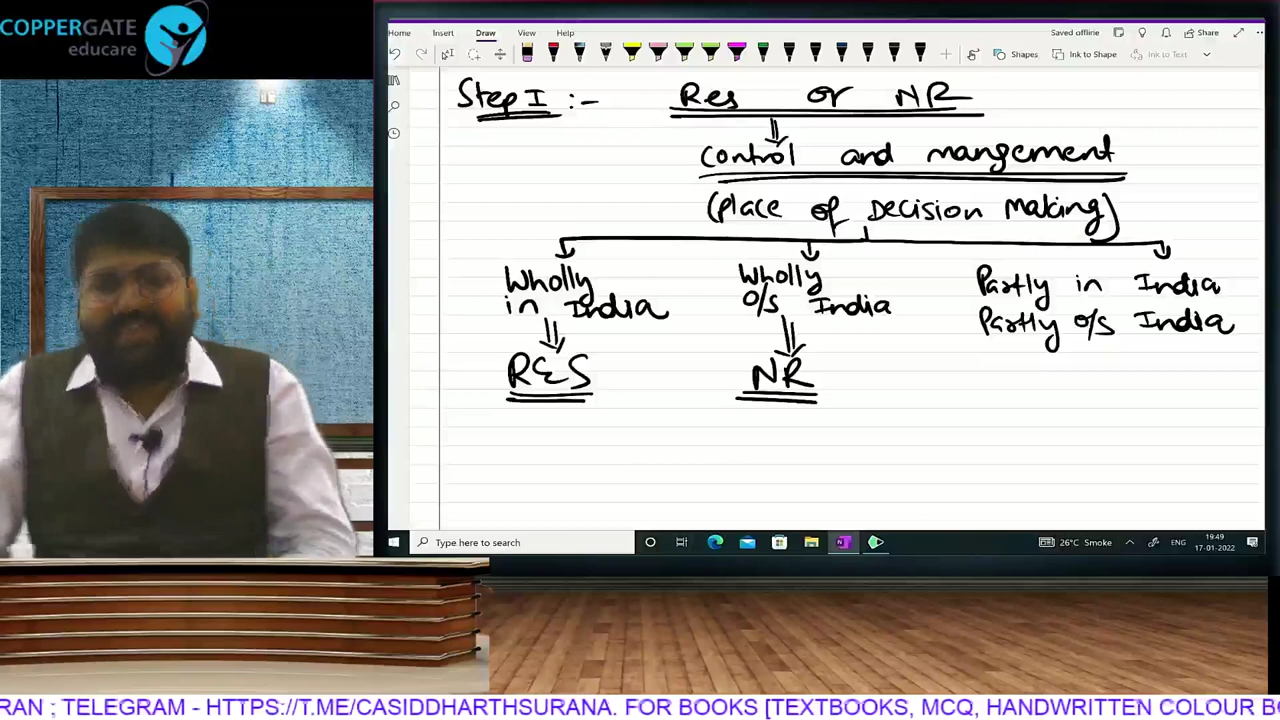 COPPERGATE
educare
Home Insert Draw View Help
Saved offline
Share
Shapes
Ink to Shape
Ink to Text
Step I :- Res or NR
Control and mangement
(Place of Decision Making)
Wholly
in India
RES
Wholly
o/s India
NR
Partly in India
Partly o/s India
Type here to search
26°C Smoke
ENG
19:49
17-01-2022
RAN ; TELEGRAM - HTTPS://T.ME/CASIDDHARTHSURANA. FOR BOOKS [TEXTBOOKS, MCQ, HANDWRITTEN COLOUR BO